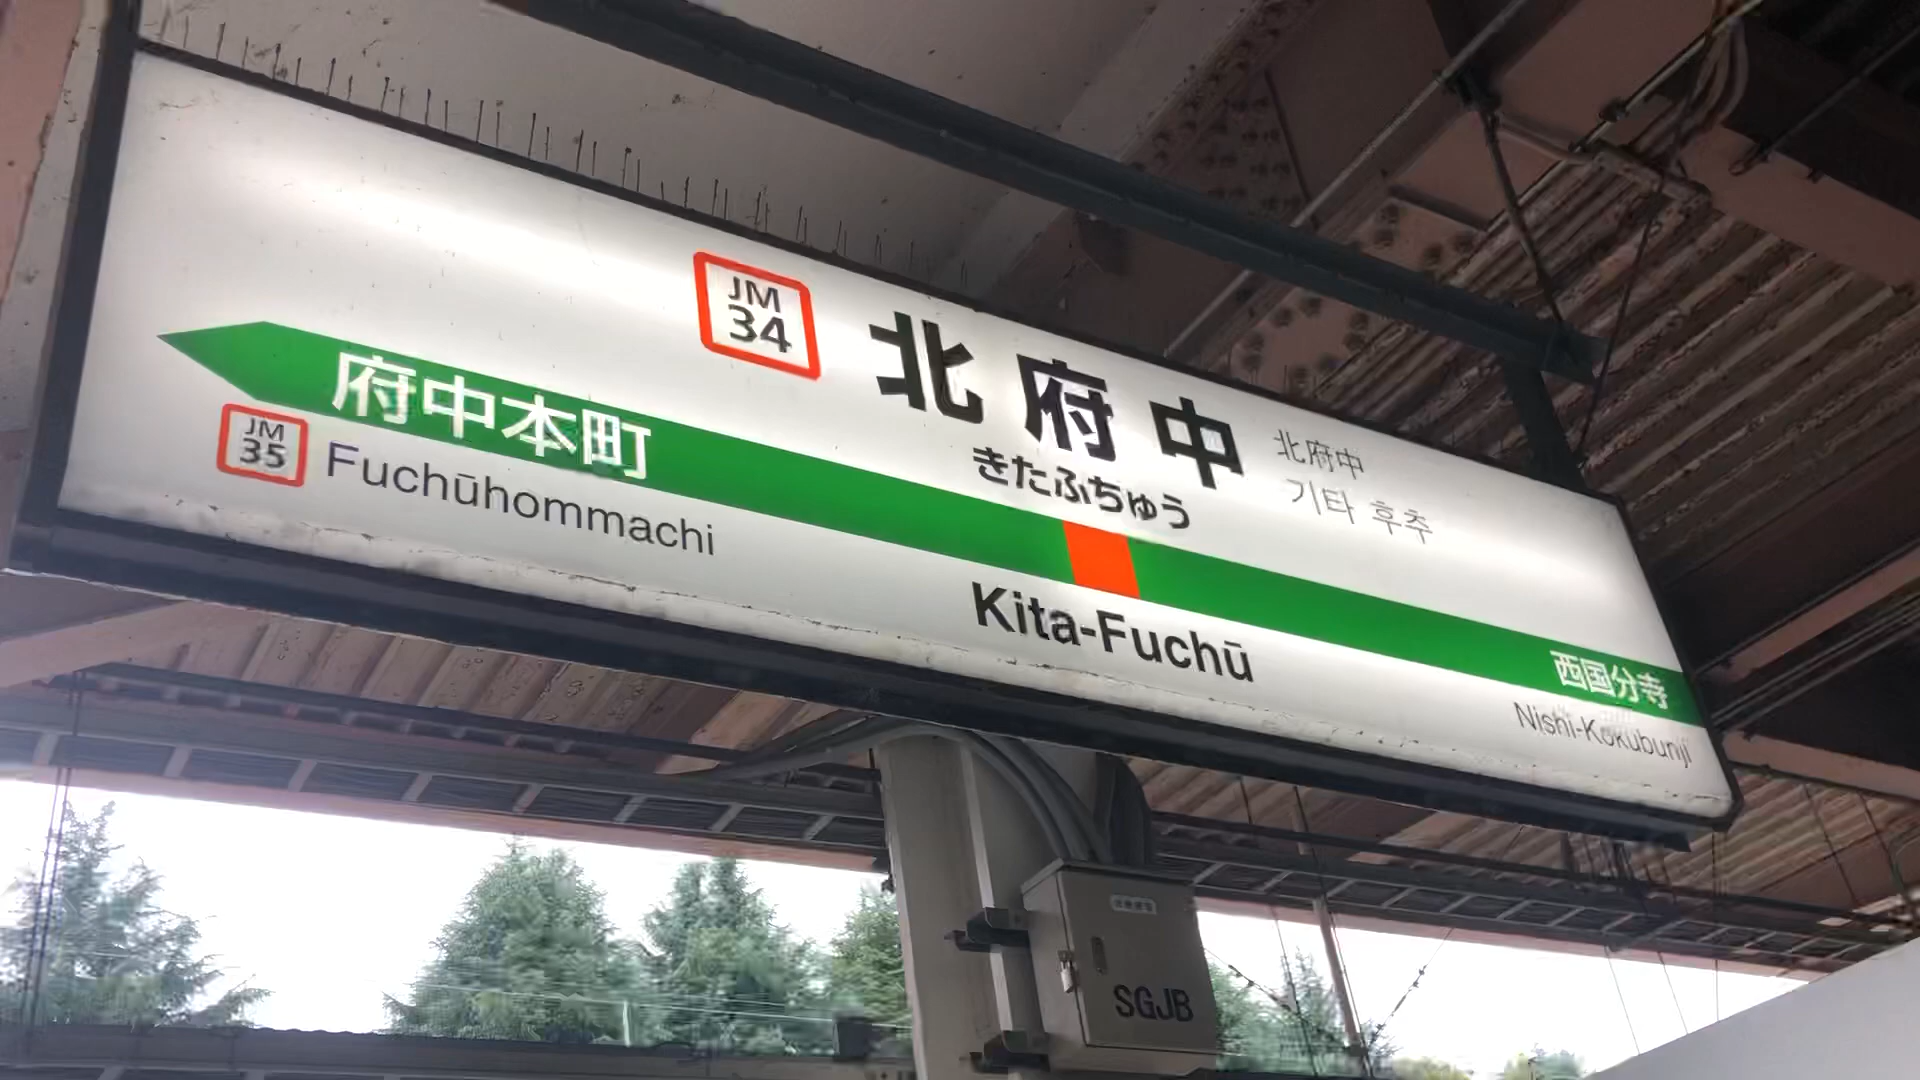 JM
34
北府中
きたふちゅう
北府中
기타 후추
府中本町
JM
35
Fuchūhommachi
Kita-Fuchū
西国分寺
Nishi-Kokubunji
SGJB